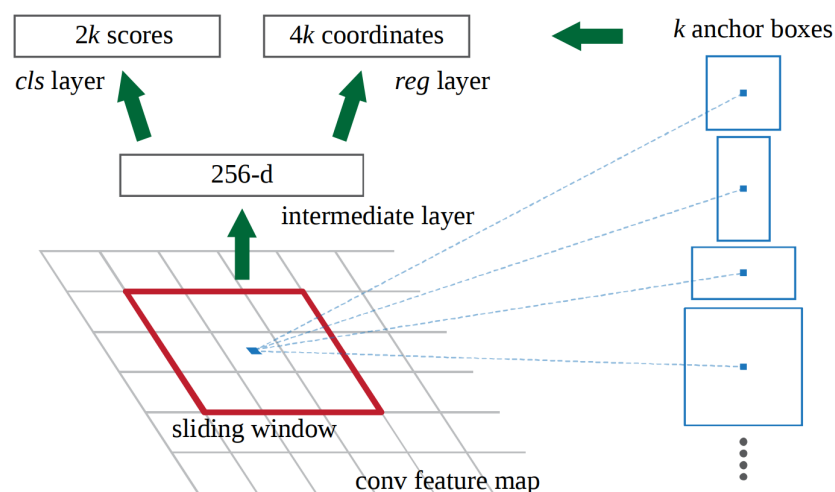 2k scores
4k coordinates
k anchor boxes
cls layer
reg layer
256-d
intermediate layer
sliding window
conv feature map